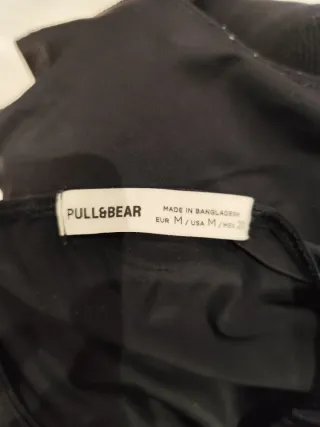 PULL&BEAR
MADE IN BANGLADESH
EUR M / USA M / MEX